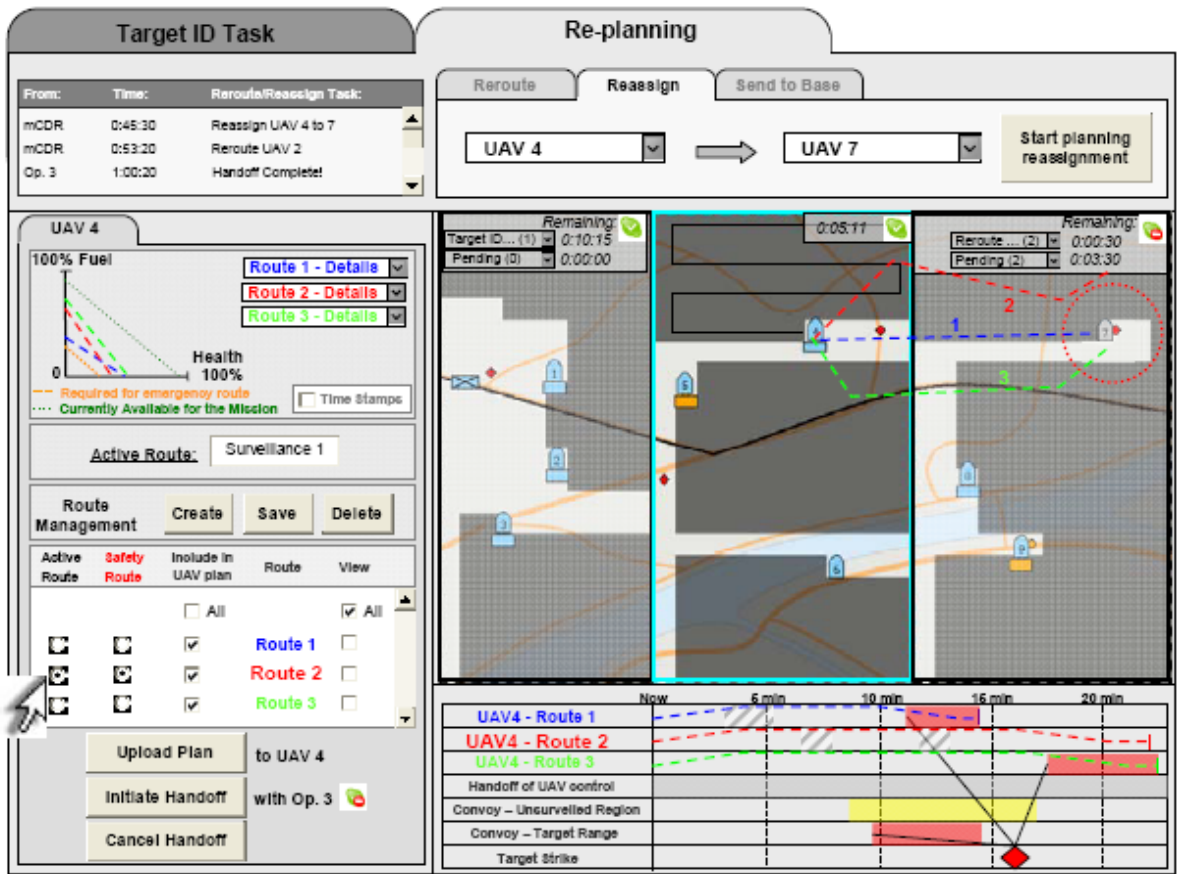 Target ID Task
Re-planning
From: Time: Reroute/Reassign Task:
mCDR 0:45:30 Reassign UAV 4 to 7
mCDR 0:53:20 Reroute UAV 2
Op. 3 1:00:20 Handoff Complete!
Reroute Reassign Send to Base
UAV 4
UAV 7
Start planning
reassignment
UAV 4
100% Fuel
Route 1 - Details
Route 2 - Details
Route 3 - Details
Health
0 100%
Required for emergency route
Currently Available for the Mission
Time Stamps
Active Route: Surveillance 1
Route
Management
Create Save Delete
Active
Route
Safety
Route
Include in
UAV plan
Route View
All All
Route 1
Route 2
Route 3
Upload Plan to UAV 4
Initiate Handoff with Op. 3
Cancel Handoff
Remaining:
Target ID... (1) 0:10:15
Pending (0) 0:00:00
0:05:11
Remaining:
Reroute ... (2) 0:00:30
Pending (2) 0:03:30
1
2
3
4
5
6
7
9
1
2
3
Now 5 min 10 min 15 min 20 min
UAV4 - Route 1
UAV4 - Route 2
UAV4 - Route 3
Handoff of UAV control
Convoy – Unsurveilled Region
Convoy – Target Range
Target Strike